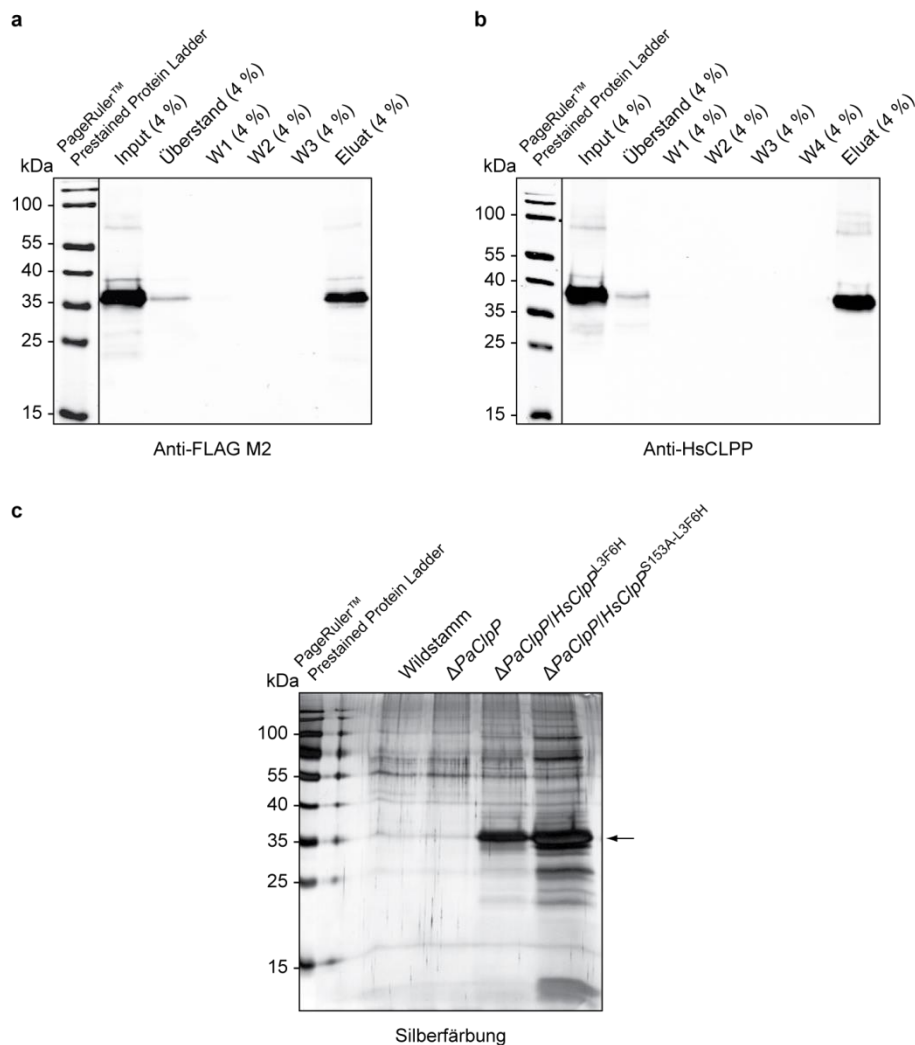 a
PageRuler™
Prestained Protein Ladder
Input (4 %)
Überstand (4 %)
W1 (4 %)
W2 (4 %)
W3 (4 %)
Eluat (4 %)
kDa
100
55
40
35
25
15
Anti-FLAG M2
b
PageRuler™
Prestained Protein Ladder
Input (4 %)
Überstand (4 %)
W1 (4 %)
W2 (4 %)
W3 (4 %)
W4 (4 %)
Eluat (4 %)
kDa
100
55
40
35
25
15
Anti-HsCLPP
c
PageRuler™
Prestained Protein Ladder
Wildstamm
ΔPaClpP
ΔPaClpP/HsClpP^L3F6H
ΔPaClpP/HsClpP^S153A-L3F6H
kDa
100
55
40
35
25
15
Silberfärbung